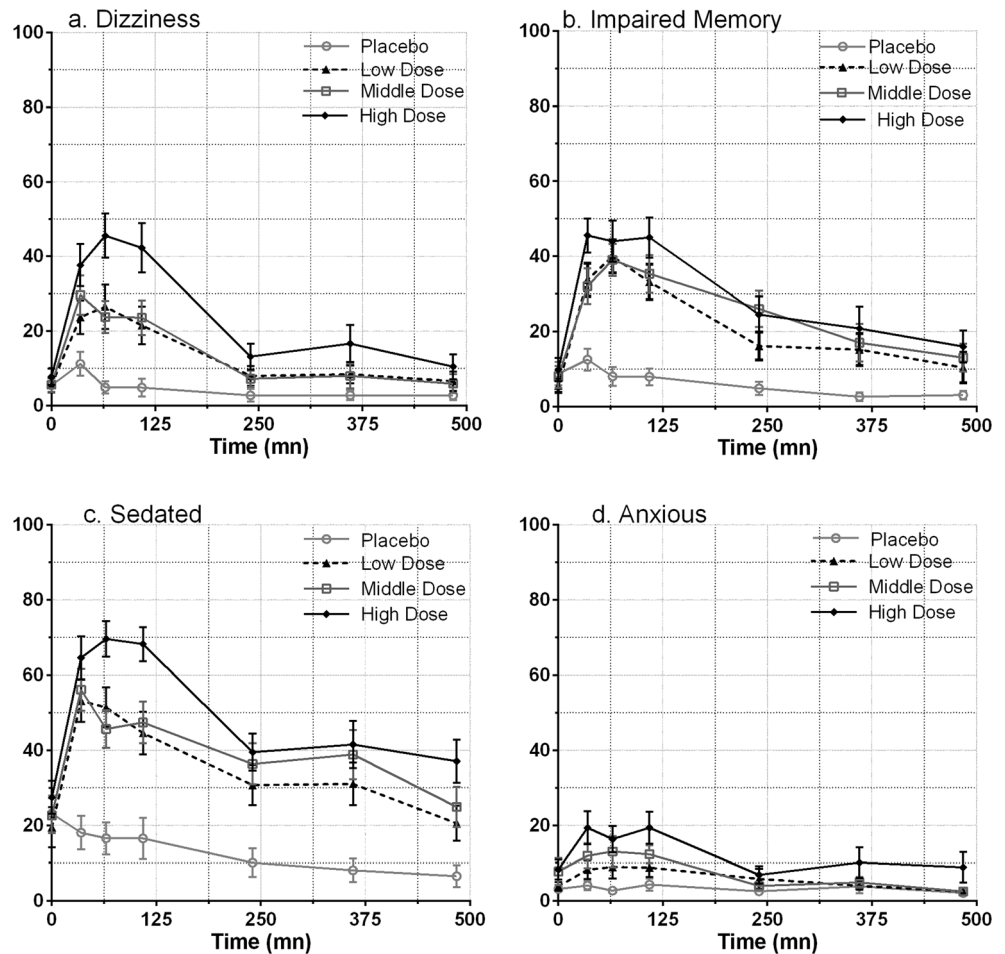 a. Dizziness
100
80
60
40
20
0
Placebo
Low Dose
Middle Dose
High Dose
0 125 250 375 500
Time (mn)
b. Impaired Memory
100
80
60
40
20
0
Placebo
Low Dose
Middle Dose
High Dose
0 125 250 375 500
Time (mn)
c. Sedated
100
80
60
40
20
0
Placebo
Low Dose
Middle Dose
High Dose
0 125 250 375 500
Time (mn)
d. Anxious
100
80
60
40
20
0
Placebo
Low Dose
Middle Dose
High Dose
0 125 250 375 500
Time (mn)